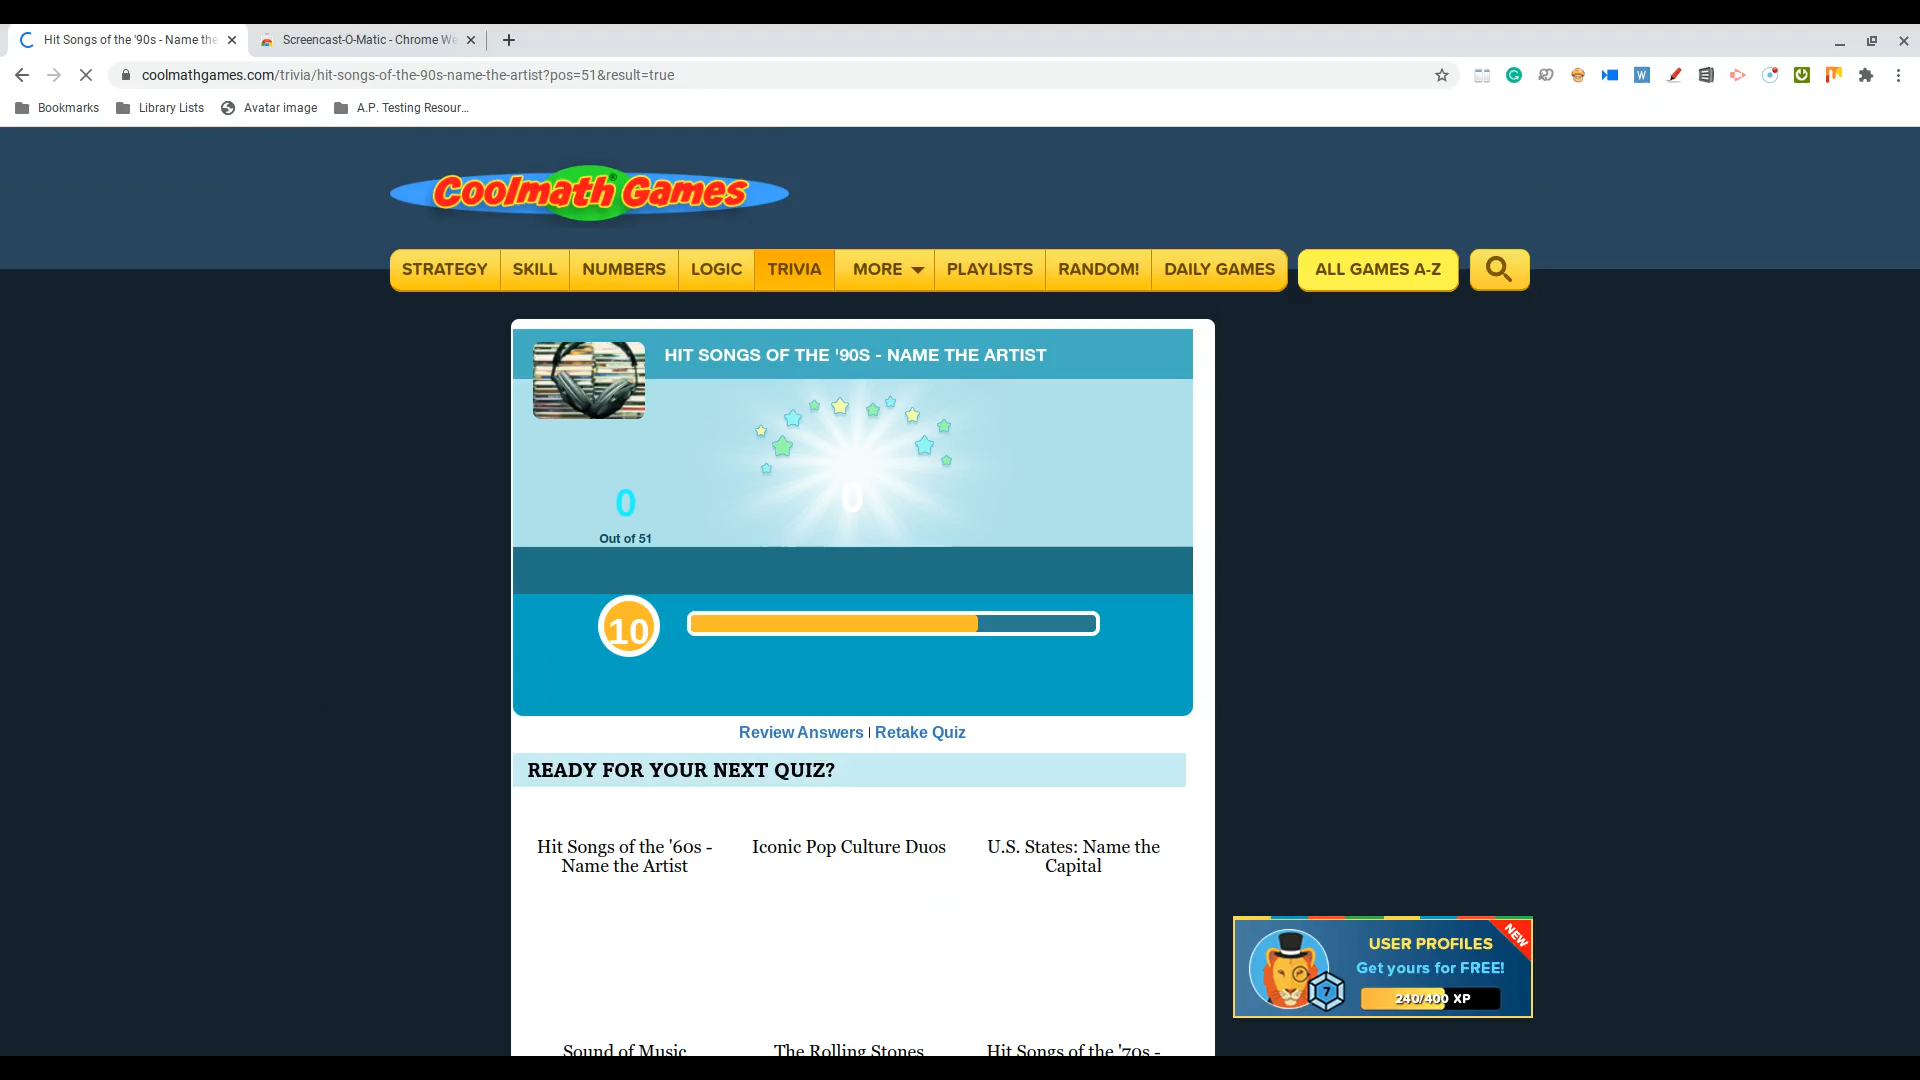 Hit Songs of the '90s - Name the
Screencast-O-Matic - Chrome We
coolmathgames.com/trivia/hit-songs-of-the-90s-name-the-artist?pos=51&result=true
Bookmarks Library Lists Avatar image A.P. Testing Resour...
Coolmath Games
STRATEGY SKILL NUMBERS LOGIC TRIVIA MORE PLAYLISTS RANDOM! DAILY GAMES ALL GAMES A-Z
HIT SONGS OF THE '90S - NAME THE ARTIST
0 0
Out of 51
10
Review Answers | Retake Quiz
READY FOR YOUR NEXT QUIZ?
Hit Songs of the '60s -
Name the Artist
Iconic Pop Culture Duos
U.S. States: Name the
Capital
NEW
USER PROFILES
Get yours for FREE!
7
240/400 XP
Sound of Music The Rolling Stones Hit Songs of the '70s -